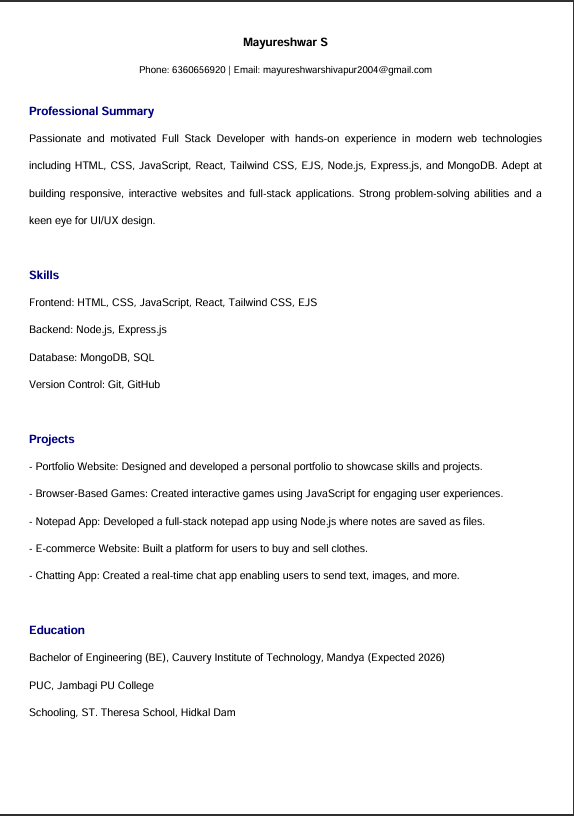 Mayureshwar S
Phone: 6360656920 | Email: mayureshwarshivapur2004@gmail.com
Professional Summary
Passionate and motivated Full Stack Developer with hands-on experience in modern web technologies
including HTML, CSS, JavaScript, React, Tailwind CSS, EJS, Node.js, Express.js, and MongoDB. Adept at
building responsive, interactive websites and full-stack applications. Strong problem-solving abilities and a
keen eye for UI/UX design.
Skills
Frontend: HTML, CSS, JavaScript, React, Tailwind CSS, EJS
Backend: Node.js, Express.js
Database: MongoDB, SQL
Version Control: Git, GitHub
Projects
- Portfolio Website: Designed and developed a personal portfolio to showcase skills and projects.
- Browser-Based Games: Created interactive games using JavaScript for engaging user experiences.
- Notepad App: Developed a full-stack notepad app using Node.js where notes are saved as files.
- E-commerce Website: Built a platform for users to buy and sell clothes.
- Chatting App: Created a real-time chat app enabling users to send text, images, and more.
Education
Bachelor of Engineering (BE), Cauvery Institute of Technology, Mandya (Expected 2026)
PUC, Jambagi PU College
Schooling, ST. Theresa School, Hidkal Dam